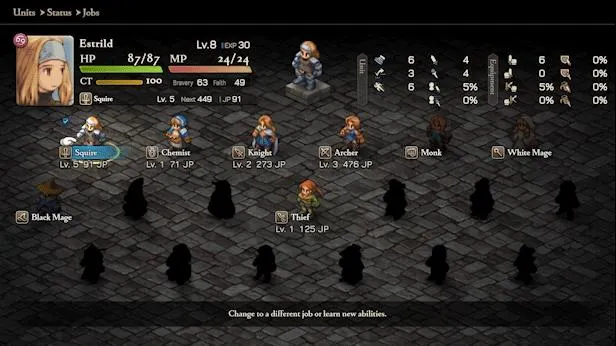 Units > Status > Jobs
69
Estrild
Lv.8 EXP 30
HP 87/87 MP 24/24
CT 100 Bravery 63 Faith 49
Squire Lv. 5 Next 449 JP 91
Unit
6 4
3 4
6 5%
0%
Equipment
6 0%
0 0%
5% 0%
0% 0%
Squire
Lv. 5 91 JP
Chemist
Lv. 1 71 JP
Knight
Lv. 2 273 JP
Archer
Lv. 3 476 JP
Monk
White Mage
Black Mage
Thief
Lv. 1 125 JP
Change to a different job or learn new abilities.